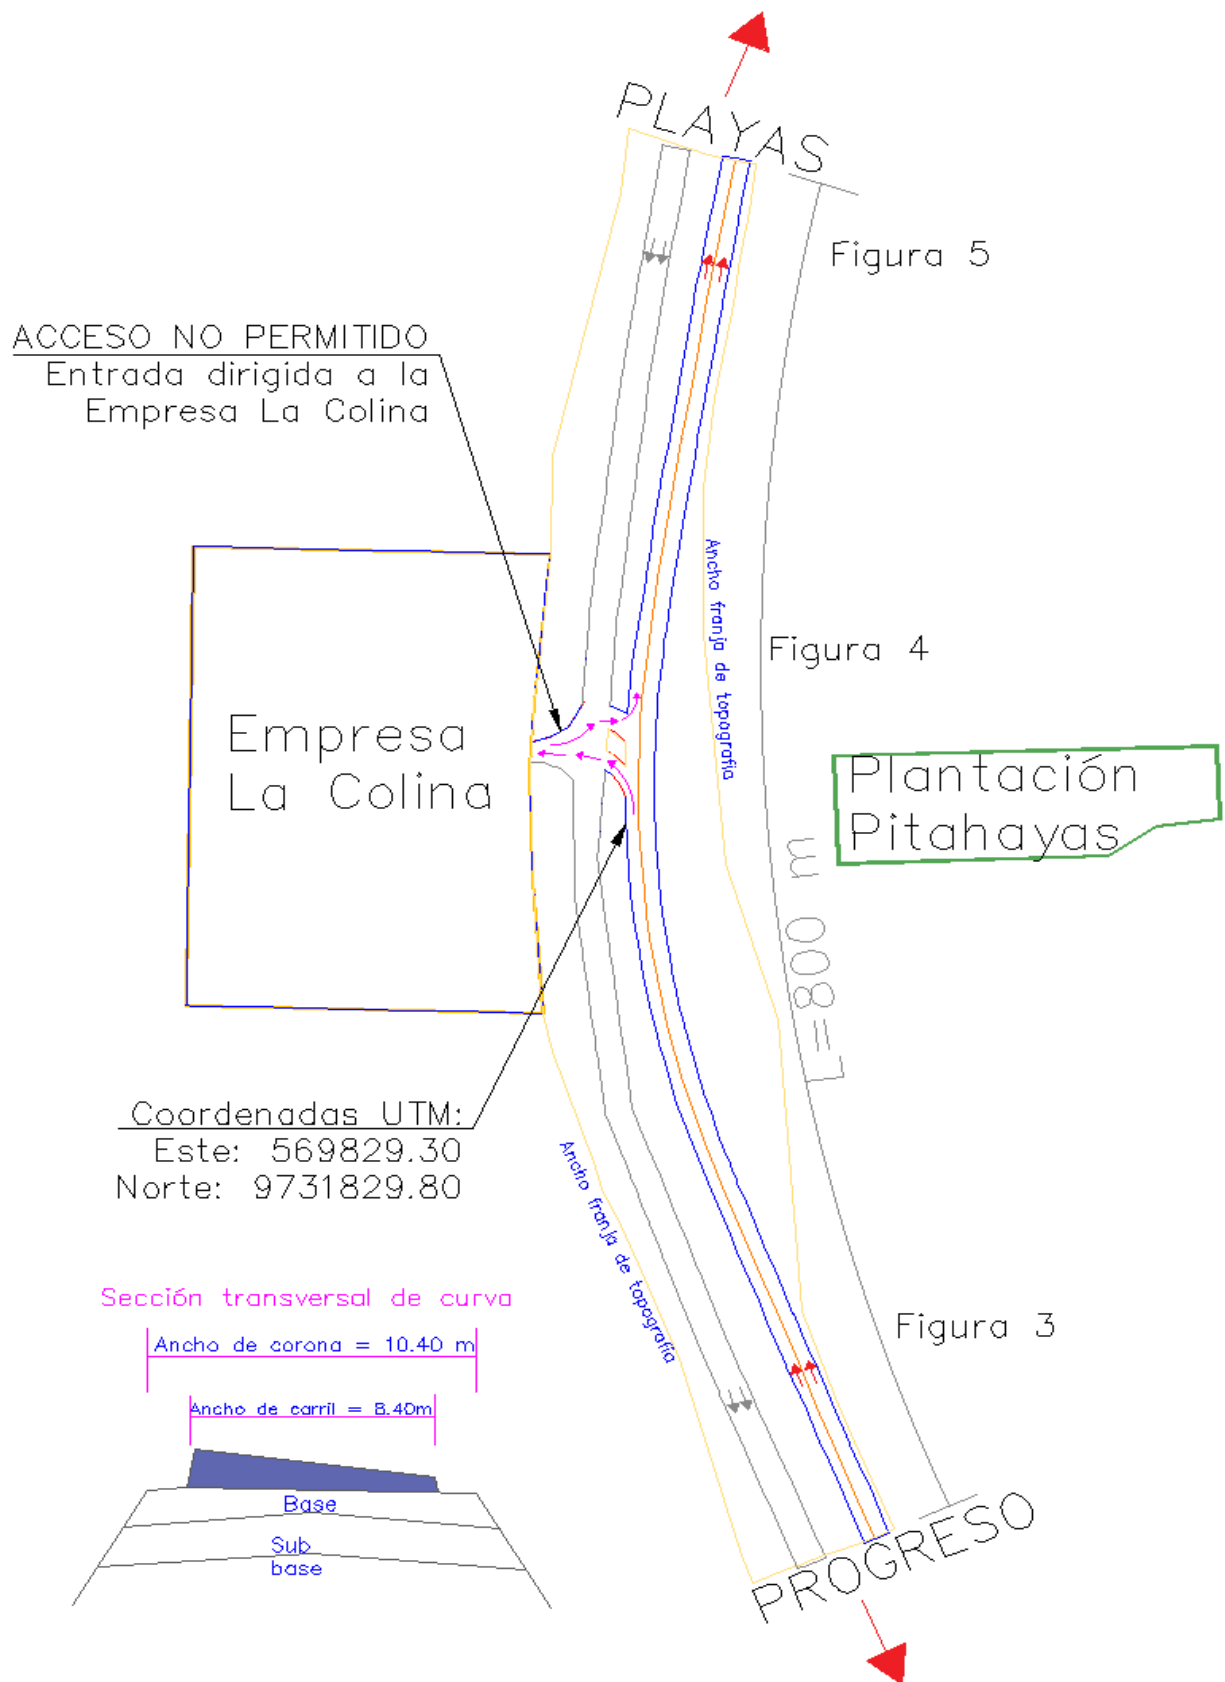 PLAYAS
Figura 5
ACCESO NO PERMITIDO
Entrada dirigida a la
Empresa La Colina
Ancho franja de topografía
Figura 4
Empresa
La Colina
Plantación
Pitahayas
L=800 m
Coordenadas UTM:
Este: 569829.30
Norte: 9731829.80
Ancho franja de topografía
Sección transversal de curva
Ancho de corona = 10.40 m
Figura 3
Ancho de carril = 8.40m
Base
Sub
base
PROGRESO